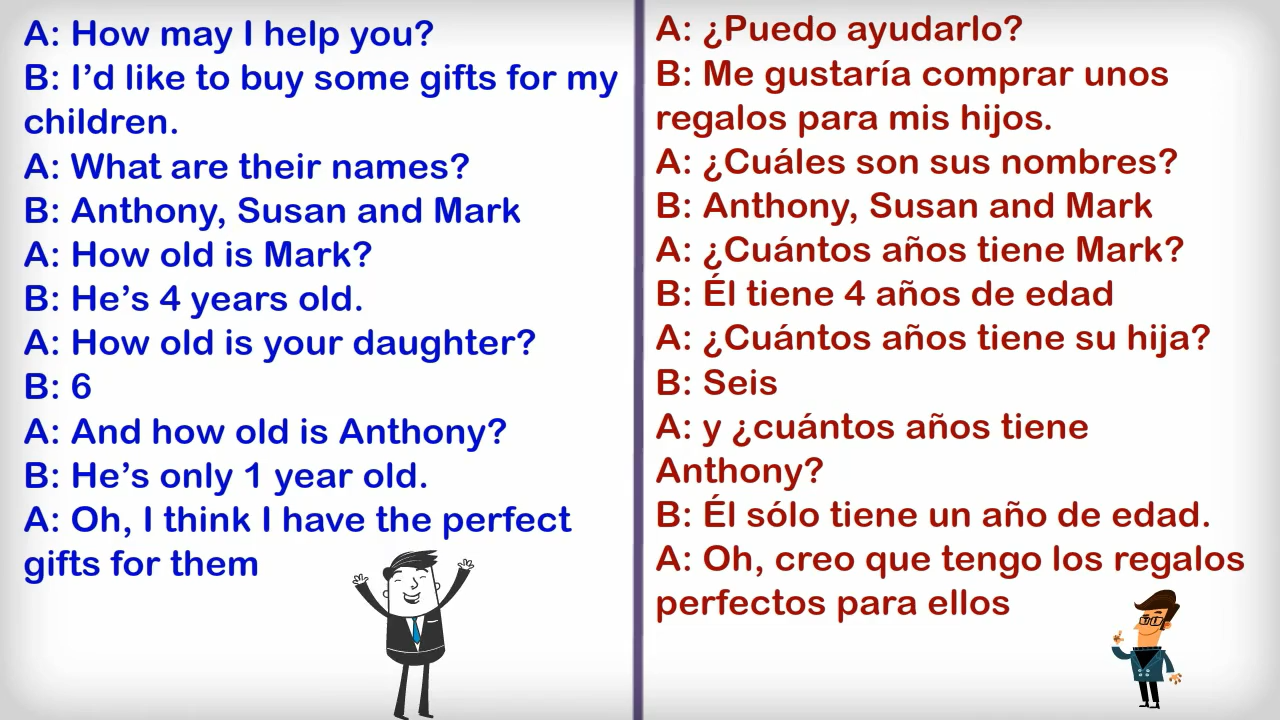 A: How may I help you?
B: I’d like to buy some gifts for my
children.
A: What are their names?
B: Anthony, Susan and Mark
A: How old is Mark?
B: He’s 4 years old.
A: How old is your daughter?
B: 6
A: And how old is Anthony?
B: He’s only 1 year old.
A: Oh, I think I have the perfect
gifts for them
A: ¿Puedo ayudarlo?
B: Me gustaría comprar unos
regalos para mis hijos.
A: ¿Cuáles son sus nombres?
B: Anthony, Susan and Mark
A: ¿Cuántos años tiene Mark?
B: Él tiene 4 años de edad
A: ¿Cuántos años tiene su hija?
B: Seis
A: y ¿cuántos años tiene
Anthony?
B: Él sólo tiene un año de edad.
A: Oh, creo que tengo los regalos
perfectos para ellos